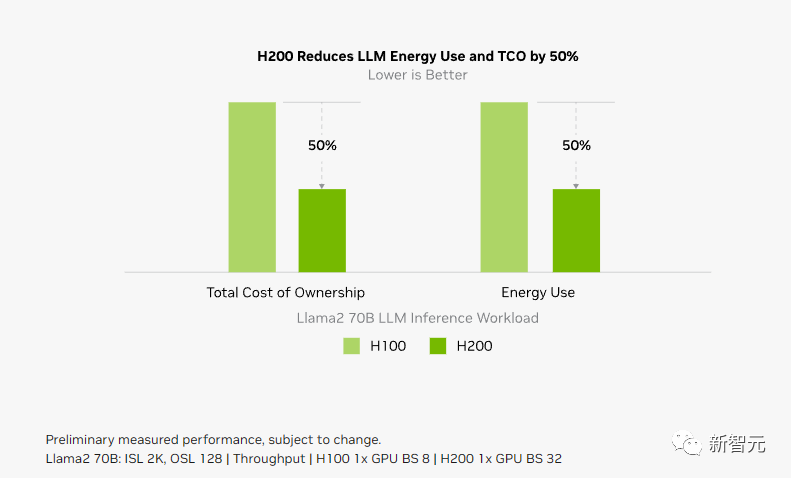 H200 Reduces LLM Energy Use and TCO by 50%
Lower is Better
50%
50%
Total Cost of Ownership
Energy Use
Llama2 70B LLM Inference Workload
H100
H200
Preliminary measured performance, subject to change.
Llama2 70B: ISL 2K, OSL 128 | Throughput | H100 1x GPU BS 8 | H200 1x GPU BS 32
新智元